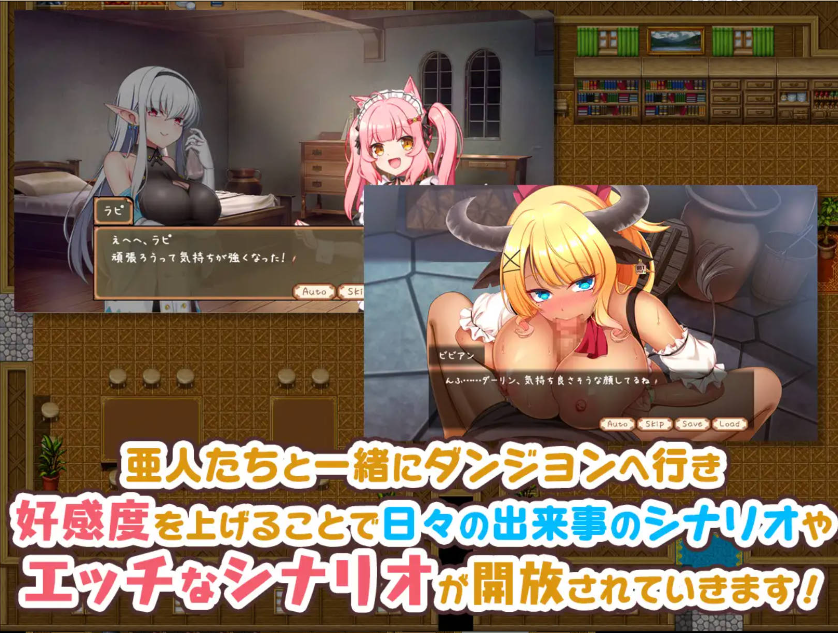 ラピ
えへへ、ラピ
頑張ろうって気持ちが強くなった!♪
Auto
ビビアン
んふ……ダーリン、気持ち良さそうな顔してるね♪
Auto Skip Save Load
亜人たちと一緒にダンジョンへ行き
好感度を上げることで日々の出来事のシナリオや
エッチなシナリオが開放されていきます!